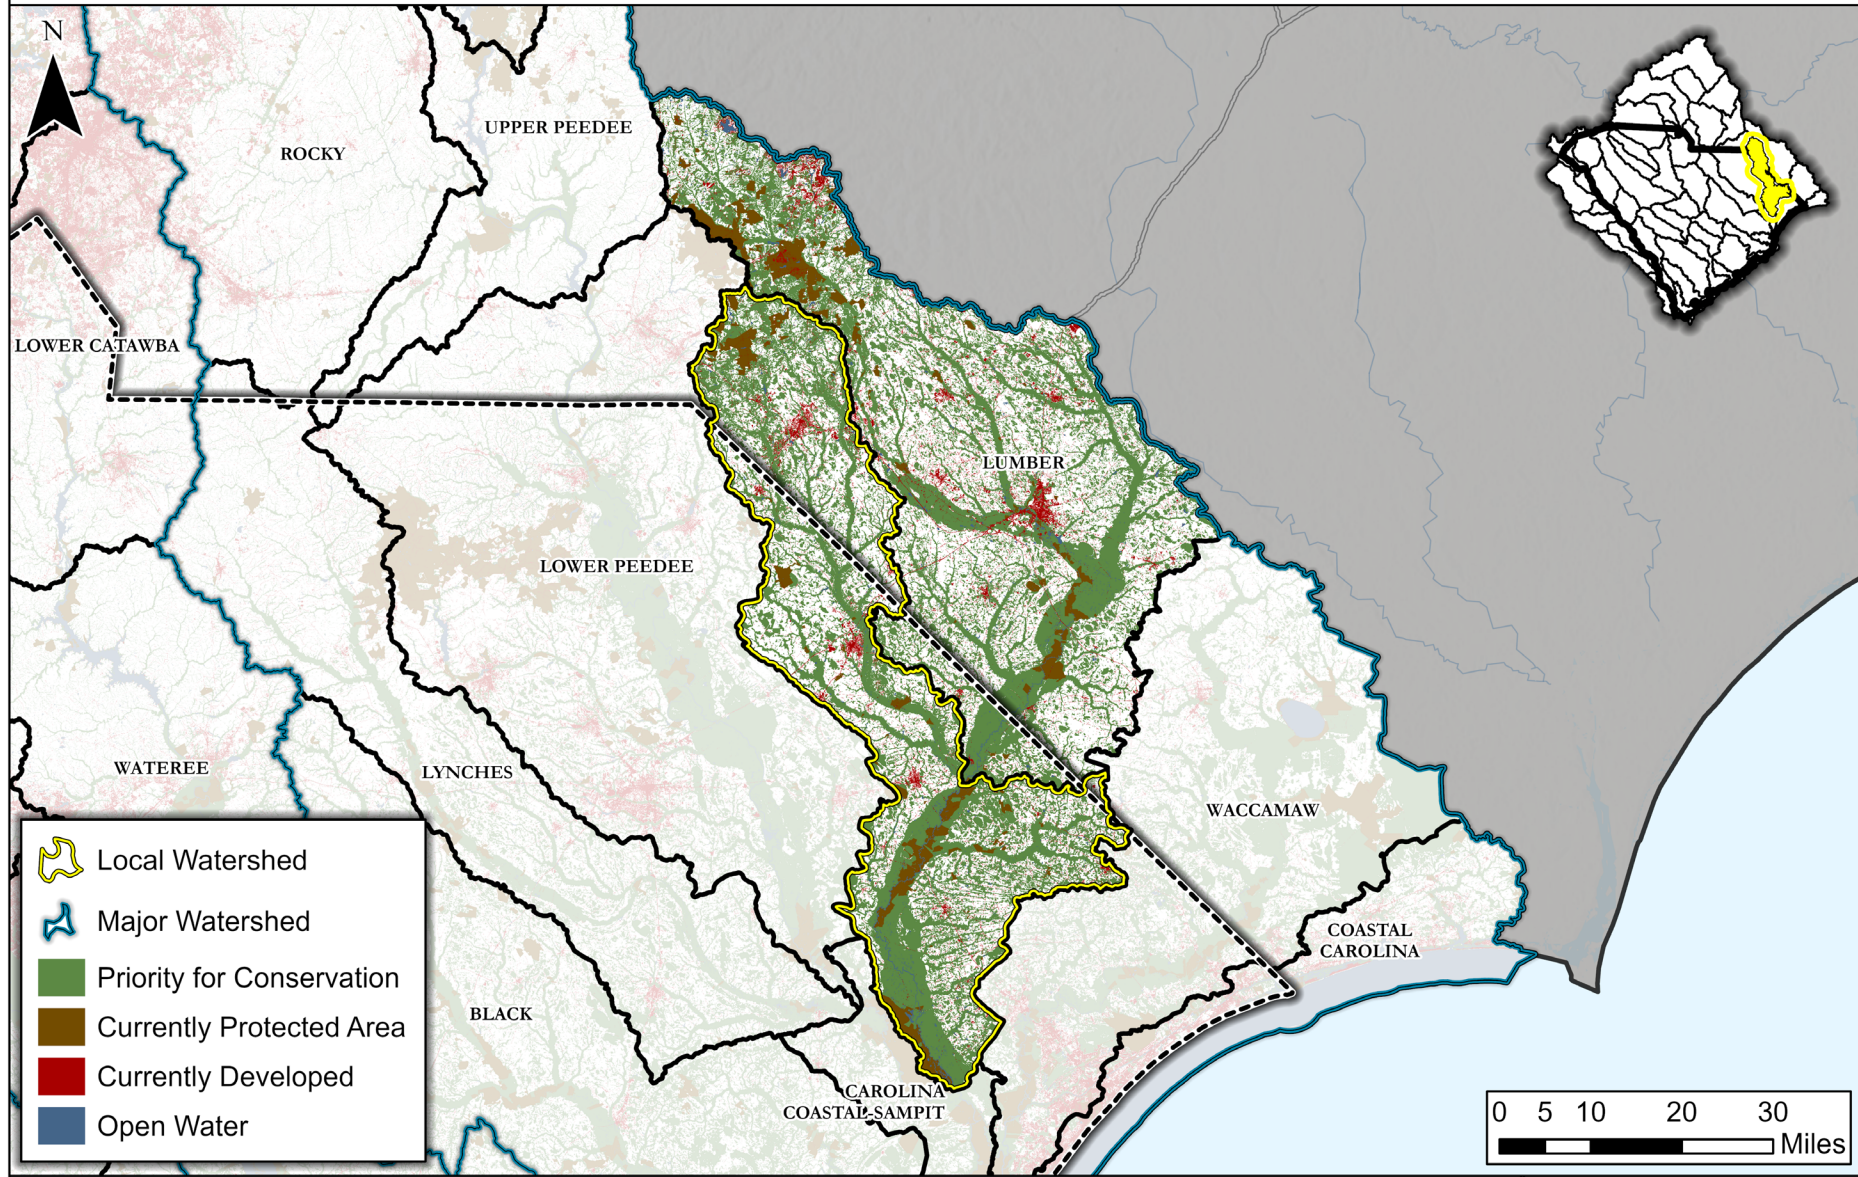 N
UPPER PEEDEE
ROCKY
LOWER CATAWBA
LUMBER
LOWER PEEDEE
WATEREE
LYNCHES
WACCAMAW
COASTAL
CAROLINA
BLACK
CAROLINA
COASTAL-SAMPIT
Local Watershed
Major Watershed
Priority for Conservation
Currently Protected Area
Currently Developed
Open Water
0 5 10 20 30
Miles